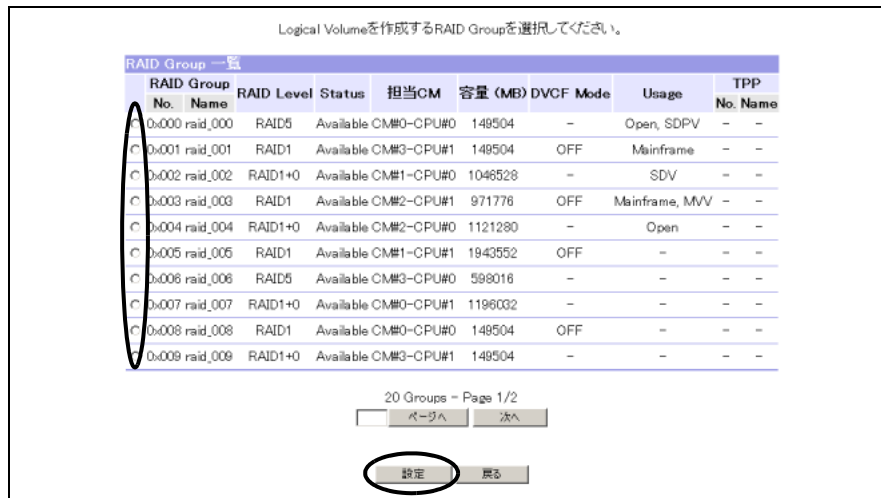 Logical Volumeを作成するRAID Groupを選択してください。
RAID Group 一覧
RAID Group RAID Level Status 担当CM 容量 (MB) DVCF Mode Usage TPP
No. Name No. Name
0x000 raid_000 RAID5 Available CM#0-CPU#0 149504 - Open, SDPV - -
0x001 raid_001 RAID1 Available CM#3-CPU#1 149504 OFF Mainframe - -
0x002 raid_002 RAID1+0 Available CM#1-CPU#0 1046528 - SDV - -
0x003 raid_003 RAID1 Available CM#2-CPU#1 971776 OFF Mainframe, MVV - -
0x004 raid_004 RAID1+0 Available CM#2-CPU#0 1121280 - Open - -
0x005 raid_005 RAID1 Available CM#1-CPU#1 1943552 OFF - - -
0x006 raid_006 RAID5 Available CM#3-CPU#0 598016 - - - -
0x007 raid_007 RAID1+0 Available CM#0-CPU#1 1196032 - - - -
0x008 raid_008 RAID1 Available CM#0-CPU#0 149504 OFF - - -
0x009 raid_009 RAID1+0 Available CM#3-CPU#1 149504 - - - -
20 Groups - Page 1/2
ページへ 次へ
設定 戻る